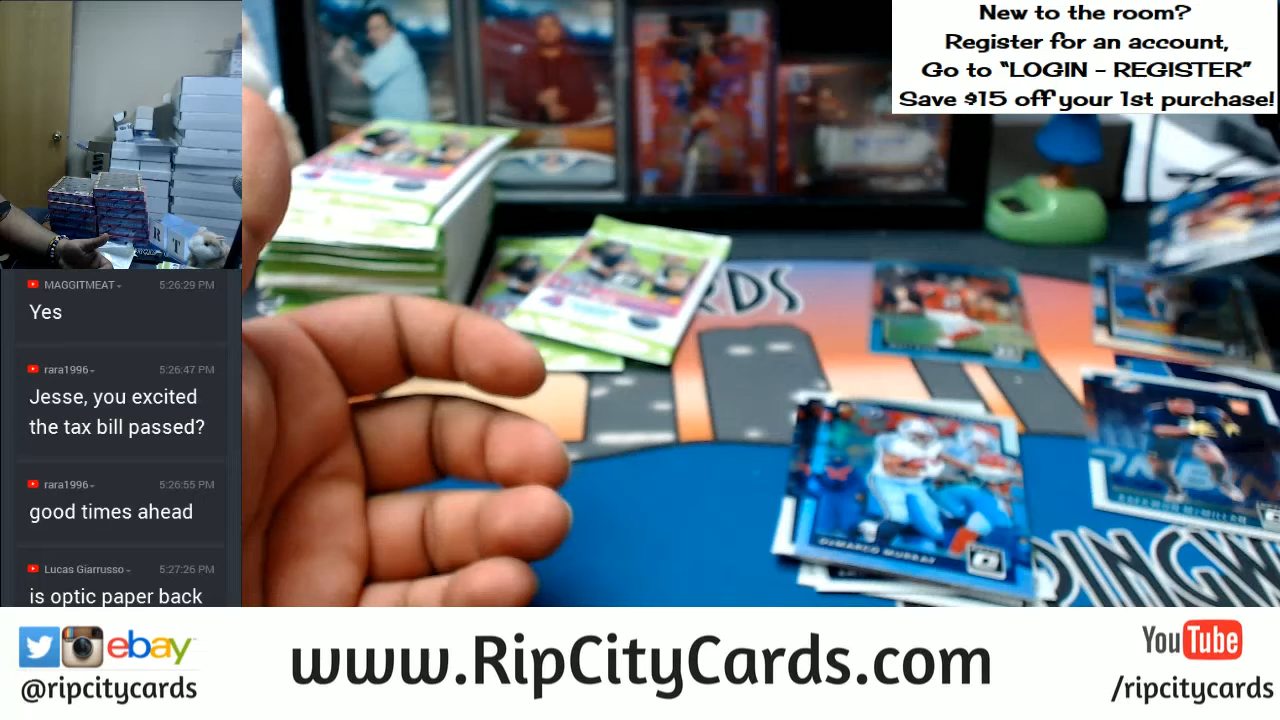 New to the room?
Register for an account,
Go to "LOGIN - REGISTER"
Save $15 off your 1st purchase!
MAGGITMEAT
5:26:29 PM
Yes
rara1996
5:26:47 PM
Jesse, you excited
the tax bill passed?
rara1996
5:26:55 PM
good times ahead
Lucas Giarrusso
5:27:26 PM
is optic paper back
R T
RDS
DeMARCO MURRAY
DINGW
ebay
@ripcitycards
www.RipCityCards.com
YouTube
/ripcitycards